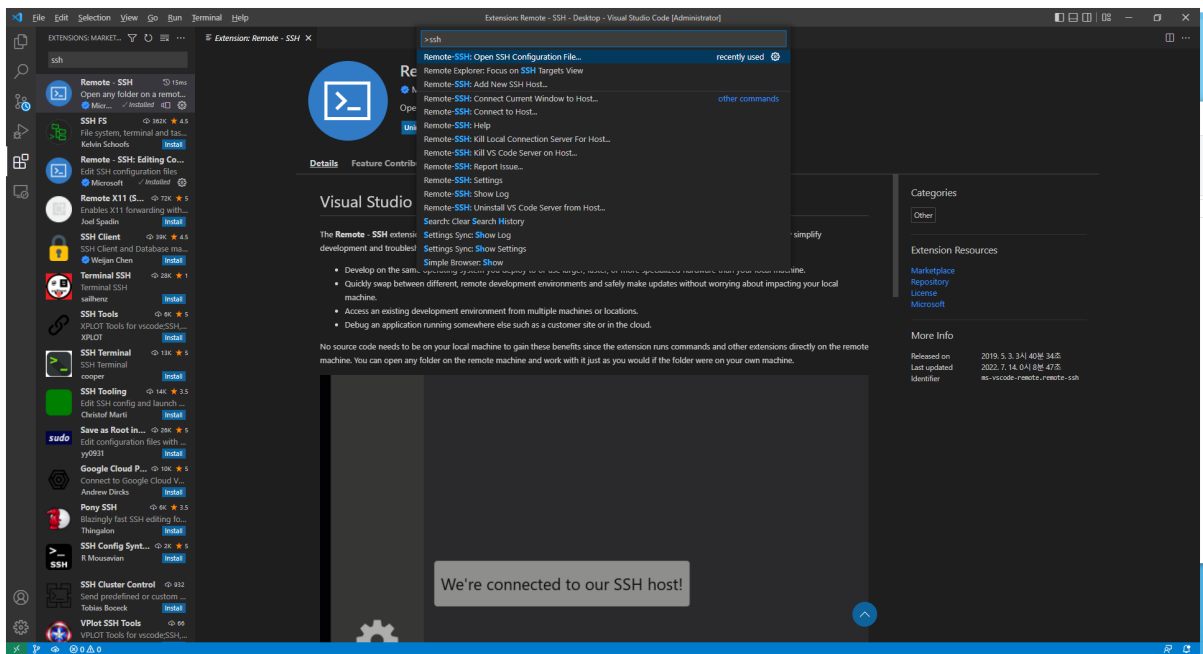 File Edit Selection View Go Run Terminal Help
Extension: Remote - SSH - Desktop - Visual Studio Code [Administrator]
EXTENSIONS: MARKET...
Extension: Remote - SSH
>ssh
ssh
Remote-SSH: Open SSH Configuration File... recently used
Remote Explorer: Focus on SSH Targets View
Remote-SSH: Add New SSH Host...
Remote-SSH: Connect Current Window to Host... other commands
Remote-SSH: Connect to Host...
Remote-SSH: Help
Remote-SSH: Kill Local Connection Server For Host...
Remote-SSH: Kill VS Code Server on Host...
Remote-SSH: Report Issue...
Remote-SSH: Settings
Remote-SSH: Show Log
Remote-SSH: Uninstall VS Code Server from Host...
Search: Clear Search History
Settings Sync: Show Log
Settings Sync: Show Settings
Simple Browser: Show
Remote - SSH 15ms
Open any folder on a remot...
Micr... Installed
SSH FS 382K ★ 4.5
File system, terminal and tas...
Kelvin Schoofs Install
Remote - SSH: Editing Co...
Edit SSH configuration files
Microsoft Installed
Remote X11 (S... 72K ★ 5
Enables X11 forwarding with...
Joel Spadin Install
SSH Client 39K ★ 4.5
SSH Client and Database ma...
Weijan Chen Install
Terminal SSH 28K ★ 1
Terminal SSH
sailhenz Install
SSH Tools 6K ★ 5
XPLOT Tools for vscode;SSH,...
XPLOT Install
SSH Terminal 13K ★ 5
SSH Terminal
cooper Install
SSH Tooling 14K ★ 3.5
Edit SSH config and launch ...
Christof Marti Install
sudo
Save as Root in... 28K ★ 5
Edit configuration files with ...
yy0931 Install
Google Cloud P... 10K ★ 5
Connect to Google Cloud V...
Andrew Dircks Install
Pony SSH 6K ★ 3.5
Blazingly fast SSH editing fo...
Thingalon Install
>_
SSH
SSH Config Synt... 2K ★ 5
R Mousavian Install
SSH Cluster Control 932
Send predefined or custom ...
Tobias Boceck Install
VPlot SSH Tools 66
VPLOT Tools for vscode;SSH,...
Details Feature Contrib
Visual Studio
The Remote - SSH extensi
simplify
development and troublesh
• Develop on the same operating system you deploy to or use larger, faster, or more specialized hardware than your local machine.
• Quickly swap between different, remote development environments and safely make updates without worrying about impacting your local
machine.
• Access an existing development environment from multiple machines or locations.
• Debug an application running somewhere else such as a customer site or in the cloud.
No source code needs to be on your local machine to gain these benefits since the extension runs commands and other extensions directly on the remote
machine. You can open any folder on the remote machine and work with it just as you would if the folder were on your own machine.
We're connected to our SSH host!
Categories
Other
Extension Resources
Marketplace
Repository
License
Microsoft
More Info
Released on 2019. 5. 3. 3시 40분 34초
Last updated 2022. 7. 14. 0시 8분 47초
Identifier ms-vscode-remote.remote-ssh
0 0